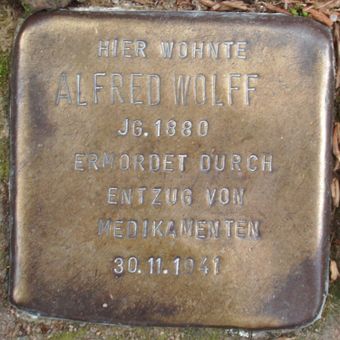 HIER WOHNTE
ALFRED WOLFF
JG. 1880
ERMORDET DURCH
ENTZUG VON
MEDIKAMENTEN
30.11.1941